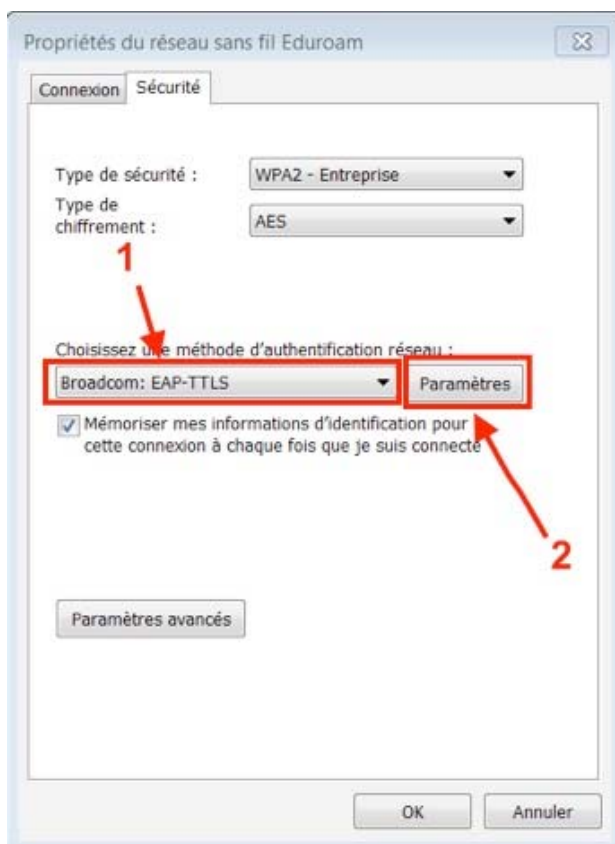 Propriétés du réseau sans fil Eduroam
Connexion
Sécurité
Type de sécurité :
WPA2 - Entreprise
Type de
chiffrement :
AES
1
Choisissez une méthode d'authentification réseau :
Broadcom: EAP-TTLS
Paramètres
Mémoriser mes informations d'identification pour
cette connexion à chaque fois que je suis connecté
2
Paramètres avancés
OK
Annuler